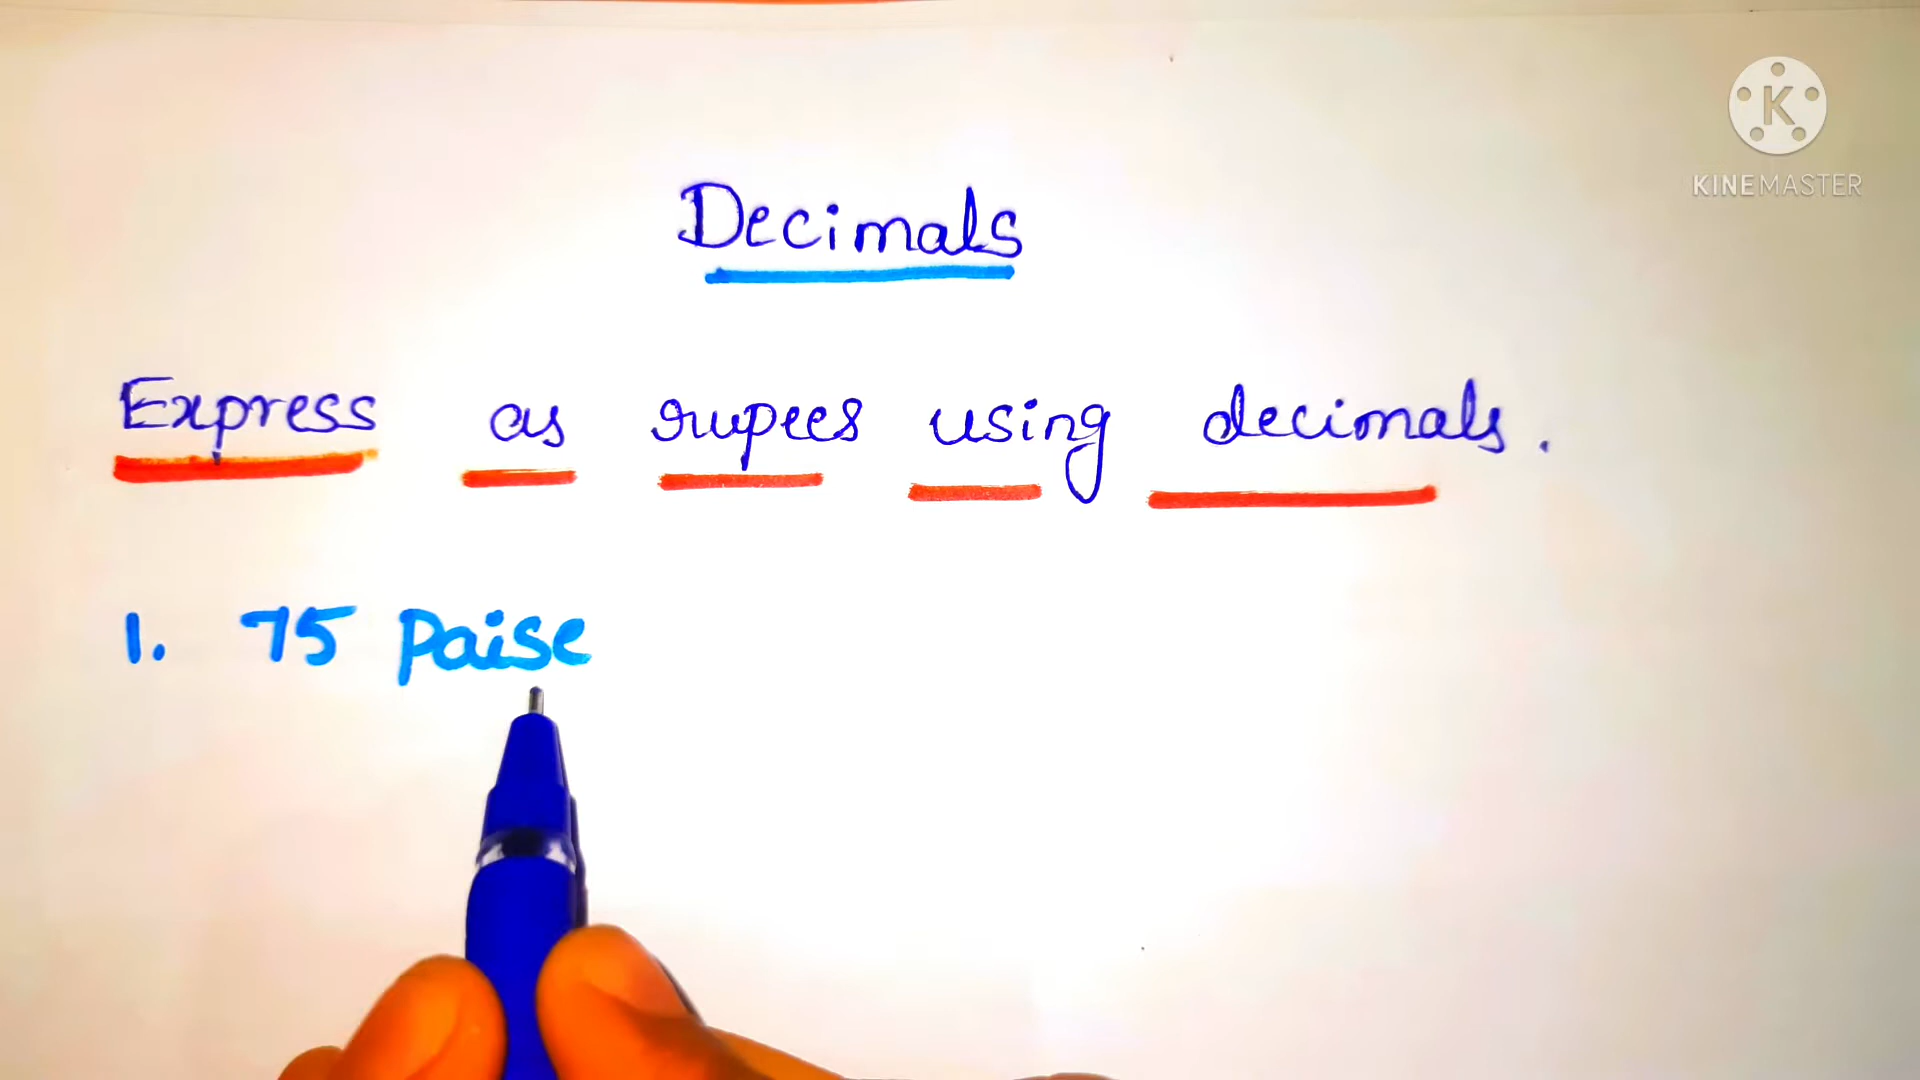 K
KINEMASTER
Decimals
Express as rupees using decimals.
1. 75 Paise